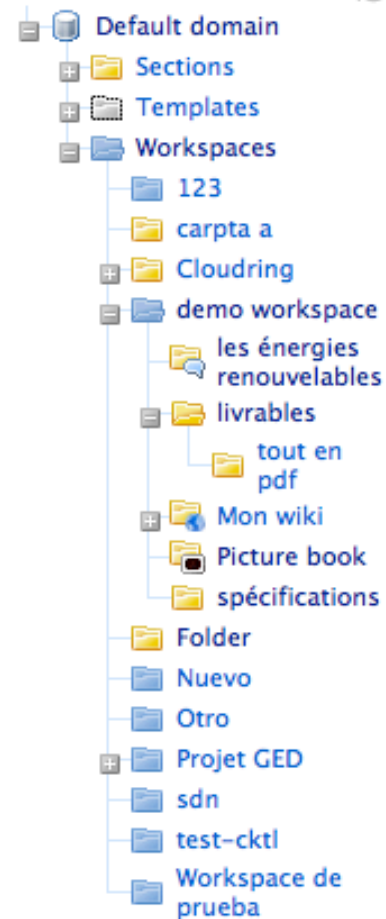 Default domain
Sections
Templates
Workspaces
123
carpta a
Cloudring
demo workspace
les énergies
renouvelables
livrables
tout en
pdf
Mon wiki
Picture book
spécifications
Folder
Nuevo
Otro
Projet GED
sdn
test-cktl
Workspace de
prueba